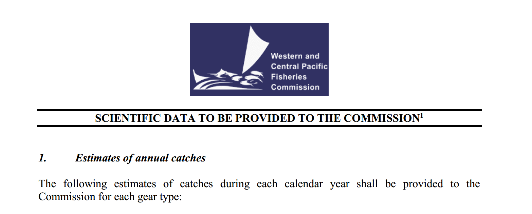 Western and
Central Pacific
Fisheries
Commission
SCIENTIFIC DATA TO BE PROVIDED TO THE COMMISSION¹
1. Estimates of annual catches
The following estimates of catches during each calendar year shall be provided to the
Commission for each gear type: